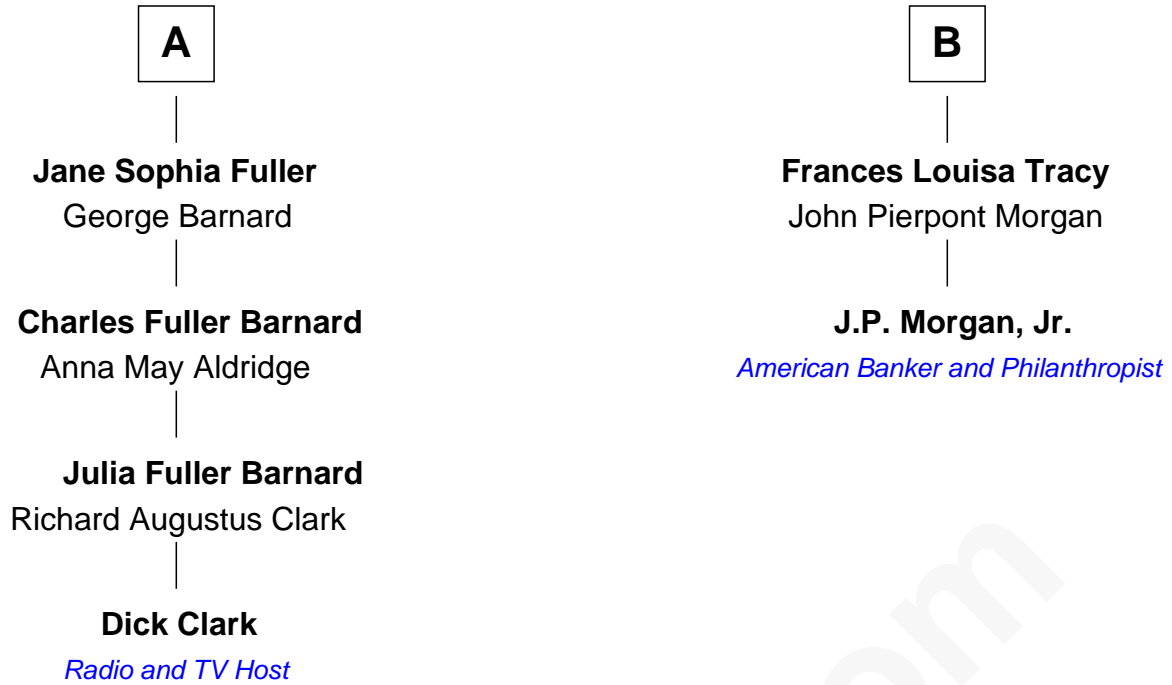 A
Jane Sophia Fuller
George Barnard
Charles Fuller Barnard
Anna May Aldridge
Julia Fuller Barnard
Richard Augustus Clark
Dick Clark
Radio and TV Host
B
Frances Louisa Tracy
John Pierpont Morgan
J.P. Morgan, Jr.
American Banker and Philanthropist
om